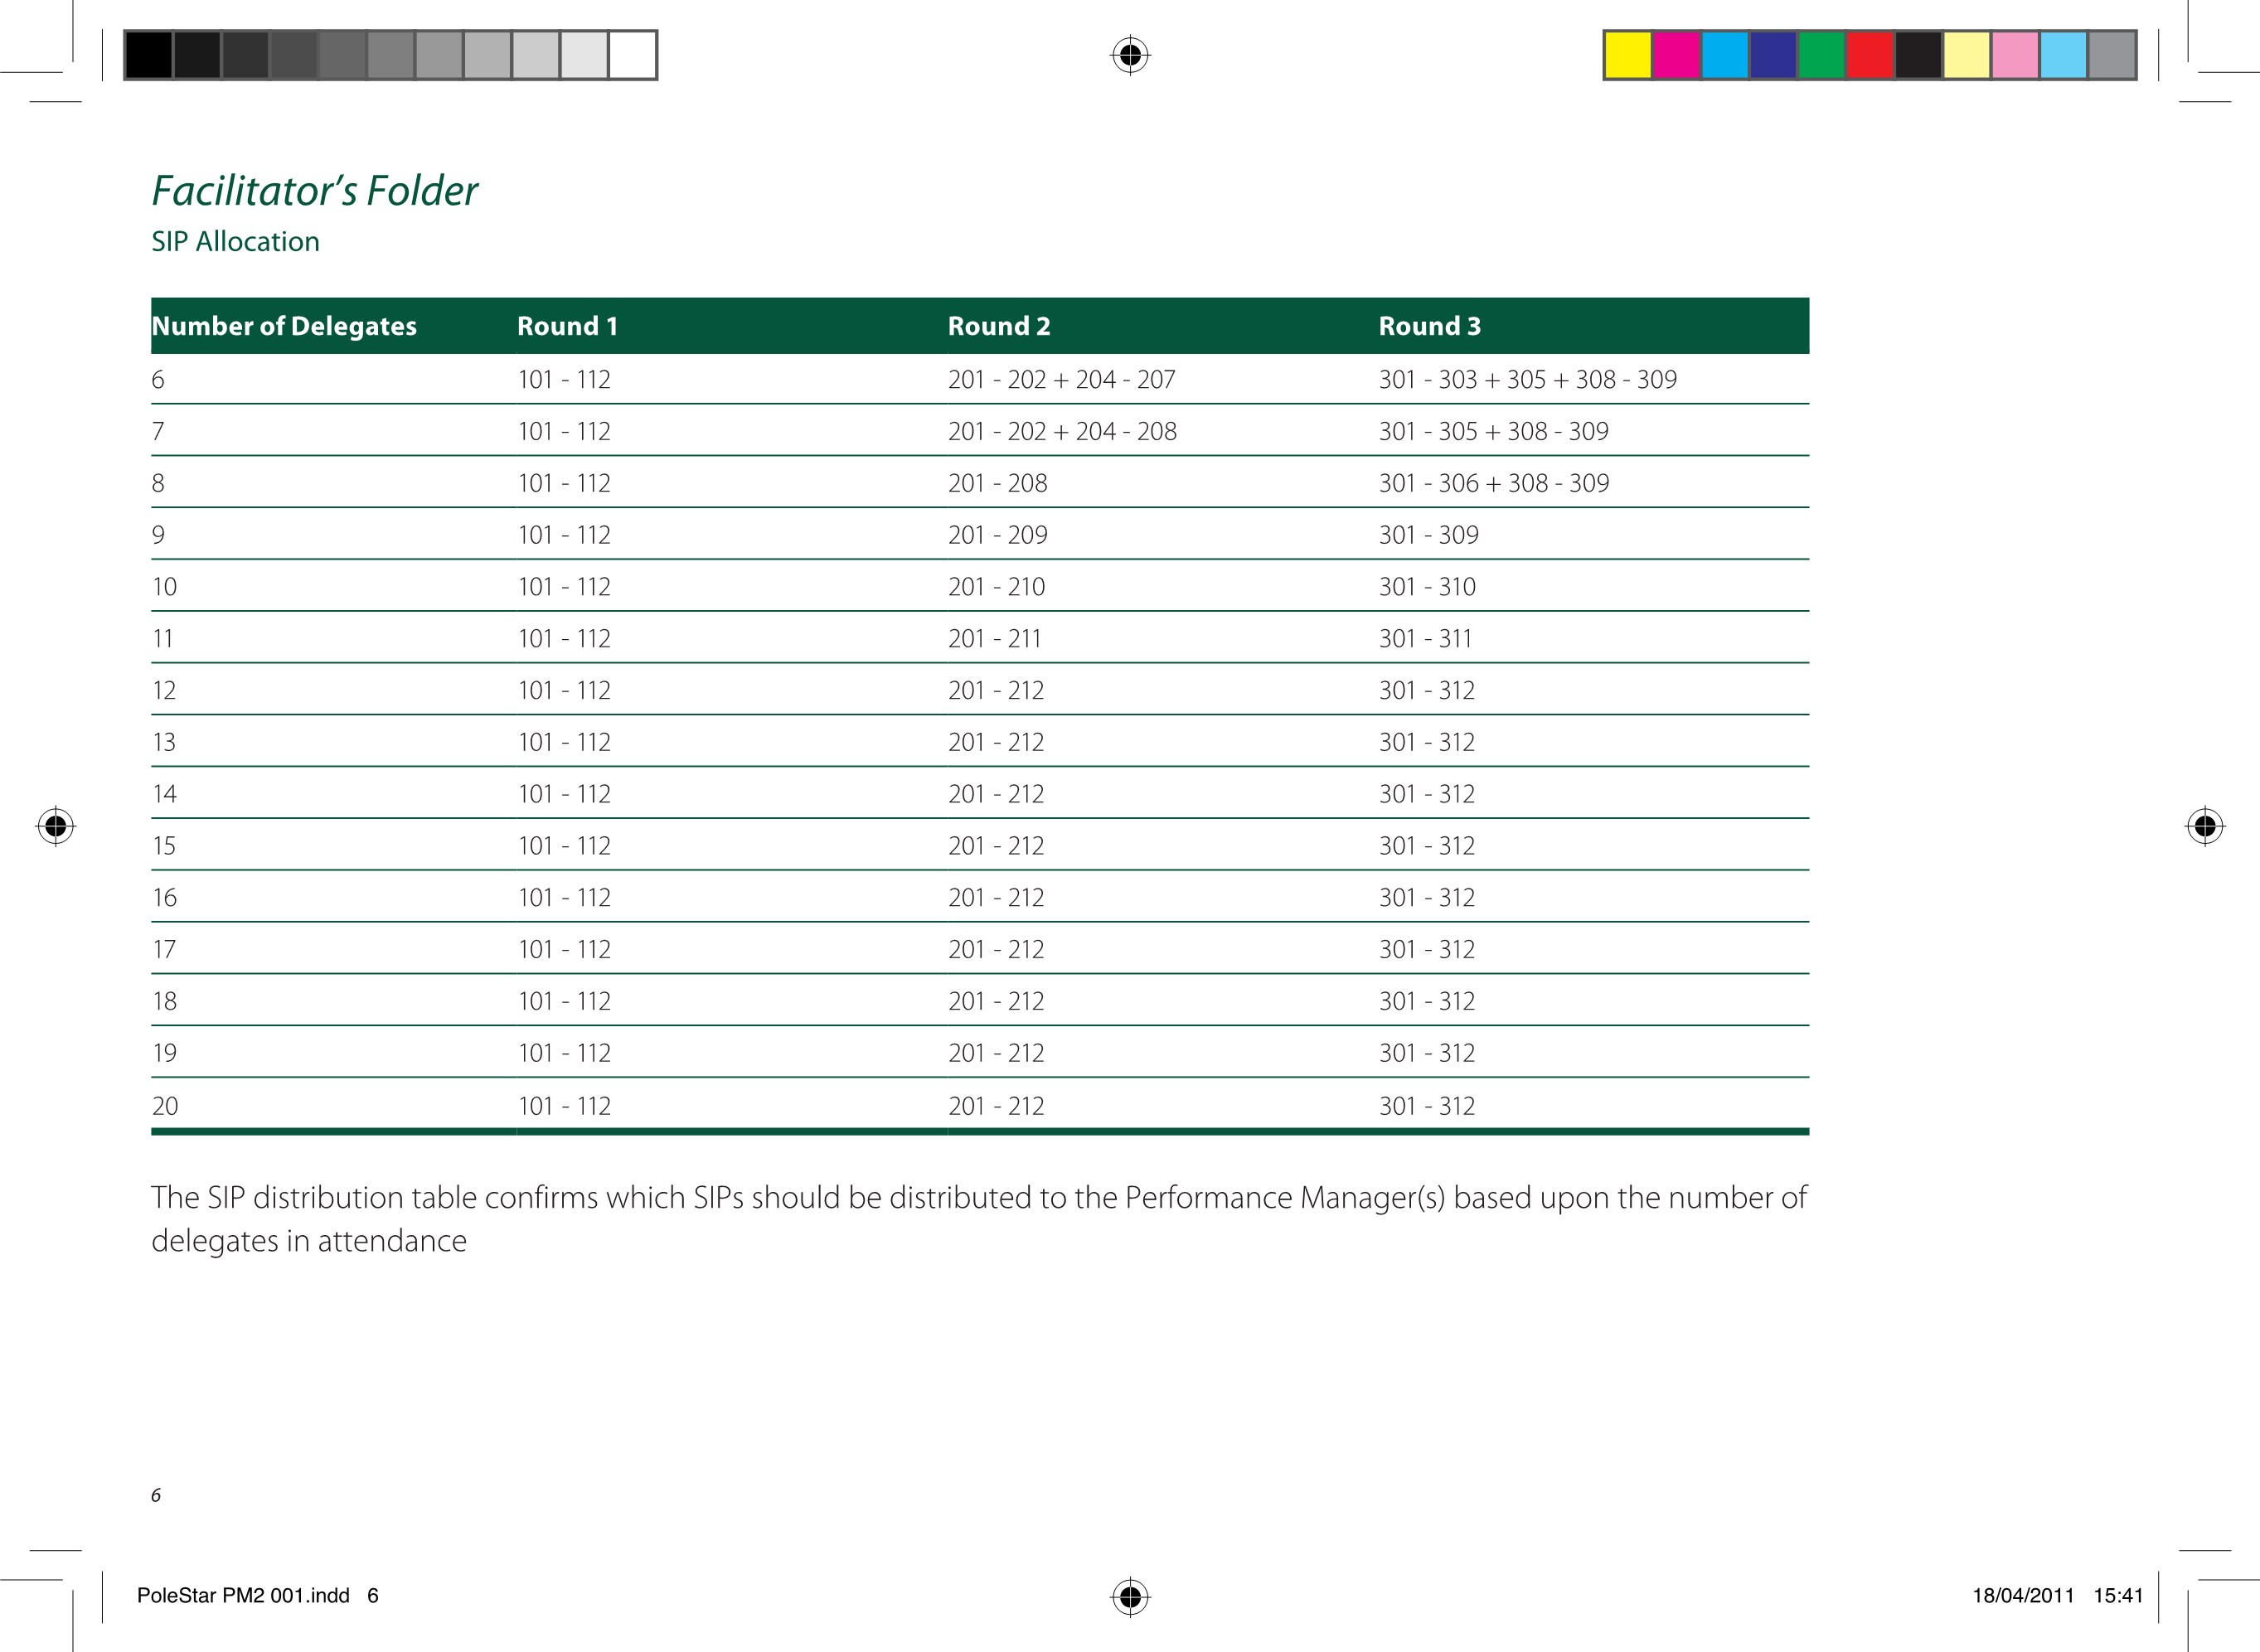 Facilitator’s Folder
SIP Allocation
Number of Delegates Round 1 Round 2 Round 3
6 101 - 112 201 - 202 + 204 - 207 301 - 303 + 305 + 308 - 309
7 101 - 112 201 - 202 + 204 - 208 301 - 305 + 308 - 309
8 101 - 112 201 - 208 301 - 306 + 308 - 309
9 101 - 112 201 - 209 301 - 309
10 101 - 112 201 - 210 301 - 310
11 101 - 112 201 - 211 301 - 311
12 101 - 112 201 - 212 301 - 312
13 101 - 112 201 - 212 301 - 312
14 101 - 112 201 - 212 301 - 312
15 101 - 112 201 - 212 301 - 312
16 101 - 112 201 - 212 301 - 312
17 101 - 112 201 - 212 301 - 312
18 101 - 112 201 - 212 301 - 312
19 101 - 112 201 - 212 301 - 312
20 101 - 112 201 - 212 301 - 312
The SIP distribution table confirms which SIPs should be distributed to the Performance Manager(s) based upon the number of
delegates in attendance
6
PoleStar PM2 001.indd 6 18/04/2011 15:41